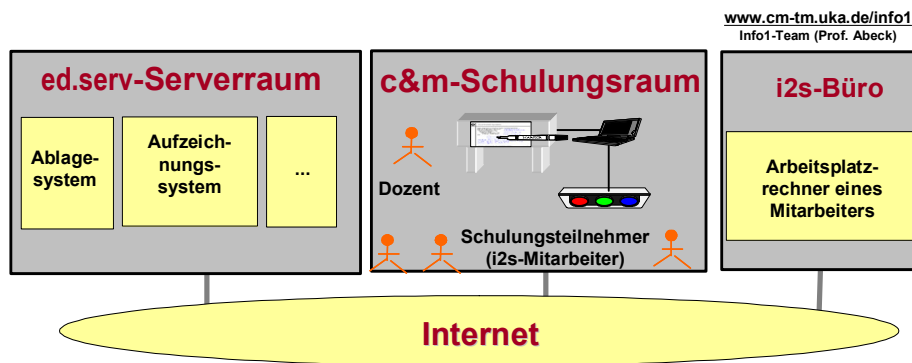 www.cm-tm.uka.de/info1
Info1-Team (Prof. Abeck)
ed.serv-Serverraum
Ablage-
system
Aufzeich-
nungs-
system
...
c&m-Schulungsraum
Dozent
Schulungsteilnehmer
(i2s-Mitarbeiter)
i2s-Büro
Arbeitsplatz-
rechner eines
Mitarbeiters
Internet